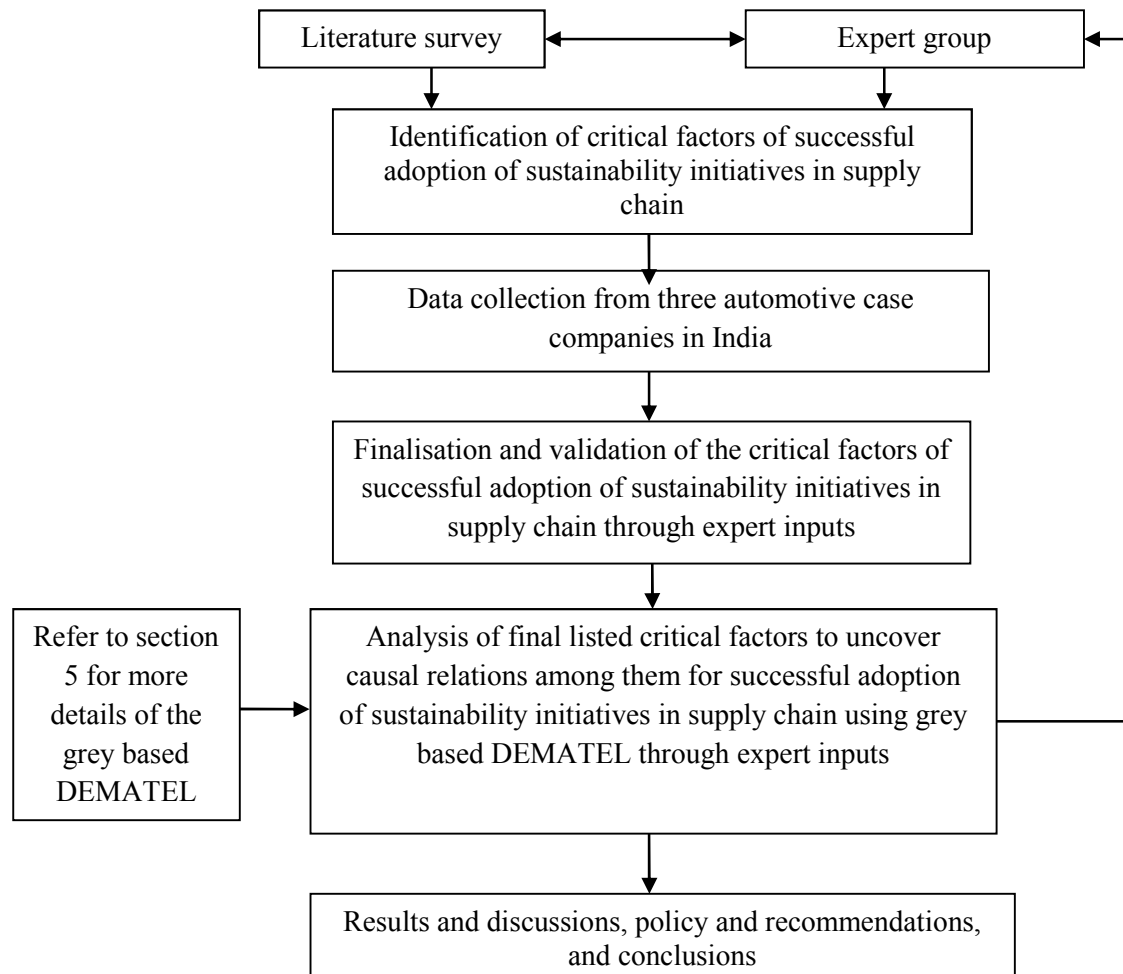 Literature survey
Expert group
Identification of critical factors of successful
adoption of sustainability initiatives in supply
chain
Data collection from three automotive case
companies in India
Finalisation and validation of the critical factors of
successful adoption of sustainability initiatives in
supply chain through expert inputs
Refer to section
5 for more
details of the
grey based
DEMATEL
Analysis of final listed critical factors to uncover
causal relations among them for successful adoption
of sustainability initiatives in supply chain using grey
based DEMATEL through expert inputs
Results and discussions, policy and recommendations,
and conclusions